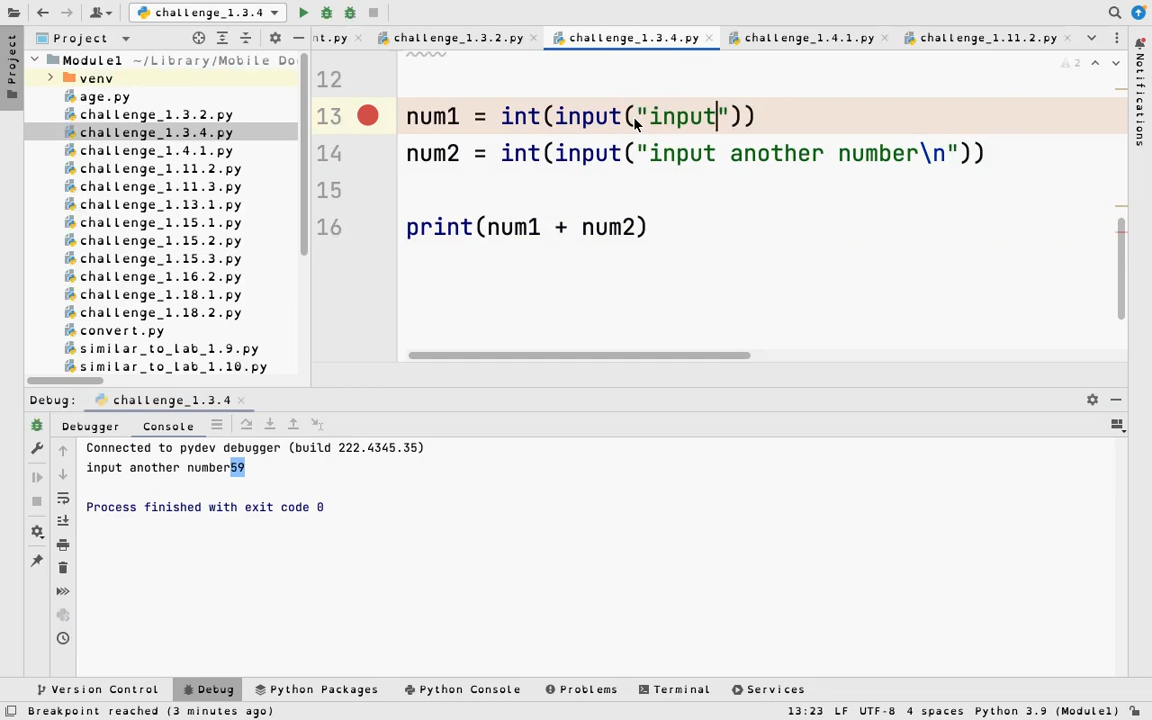 challenge_1.3.4
Project
nt.py
challenge_1.3.2.py
challenge_1.3.4.py
challenge_1.4.1.py
challenge_1.11.2.py
Project
Notifications
Module1 ~/Library/Mobile Do
venv
age.py
challenge_1.3.2.py
challenge_1.3.4.py
challenge_1.4.1.py
challenge_1.11.2.py
challenge_1.11.3.py
challenge_1.13.1.py
challenge_1.15.1.py
challenge_1.15.2.py
challenge_1.15.3.py
challenge_1.16.2.py
challenge_1.18.1.py
challenge_1.18.2.py
convert.py
similar_to_lab_1.9.py
similar_to_lab_1.10.py
2
12
13 num1 = int(input("input"))
14 num2 = int(input("input another number\n"))
15
16 print(num1 + num2)
Debug: challenge_1.3.4
Debugger Console
Connected to pydev debugger (build 222.4345.35)
input another number59
Process finished with exit code 0
Version Control Debug Python Packages Python Console Problems Terminal Services
Breakpoint reached (3 minutes ago) 13:23 LF UTF-8 4 spaces Python 3.9 (Module1)